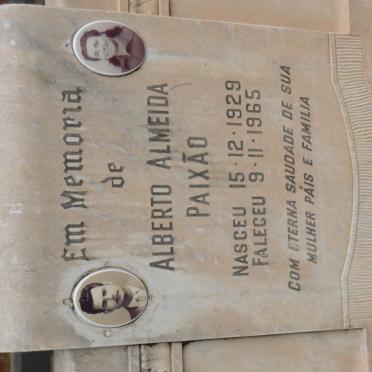 Em Memoria
de
ALBERTO ALMEIDA
PAIXÃO
NASCEU 15·12·1929
FALECEU 9·11·1965
COM ETERNA SAUDADE DE SUA
MULHER PÁIS E FAMILIA